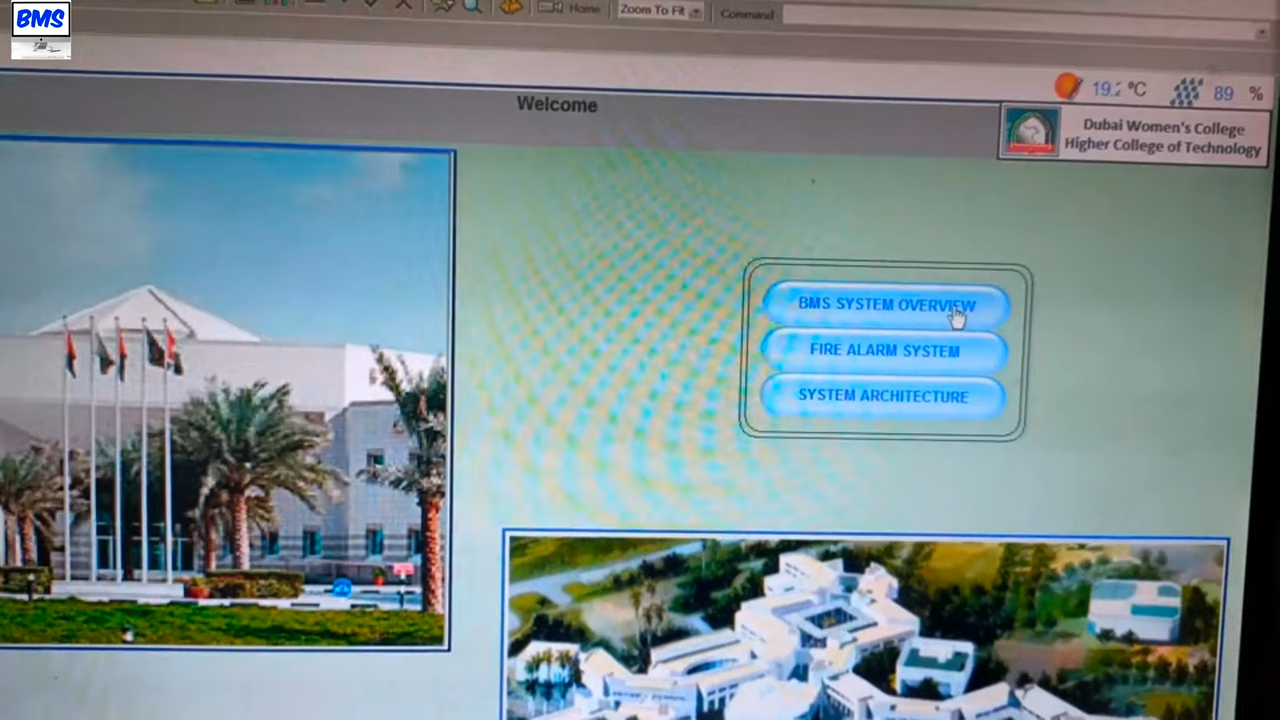 BMS
Home
Zoom To Fit
Command
19.2 °C
89 %
Welcome
Dubai Women's College
Higher College of Technology
BMS SYSTEM OVERVIEW
FIRE ALARM SYSTEM
SYSTEM ARCHITECTURE